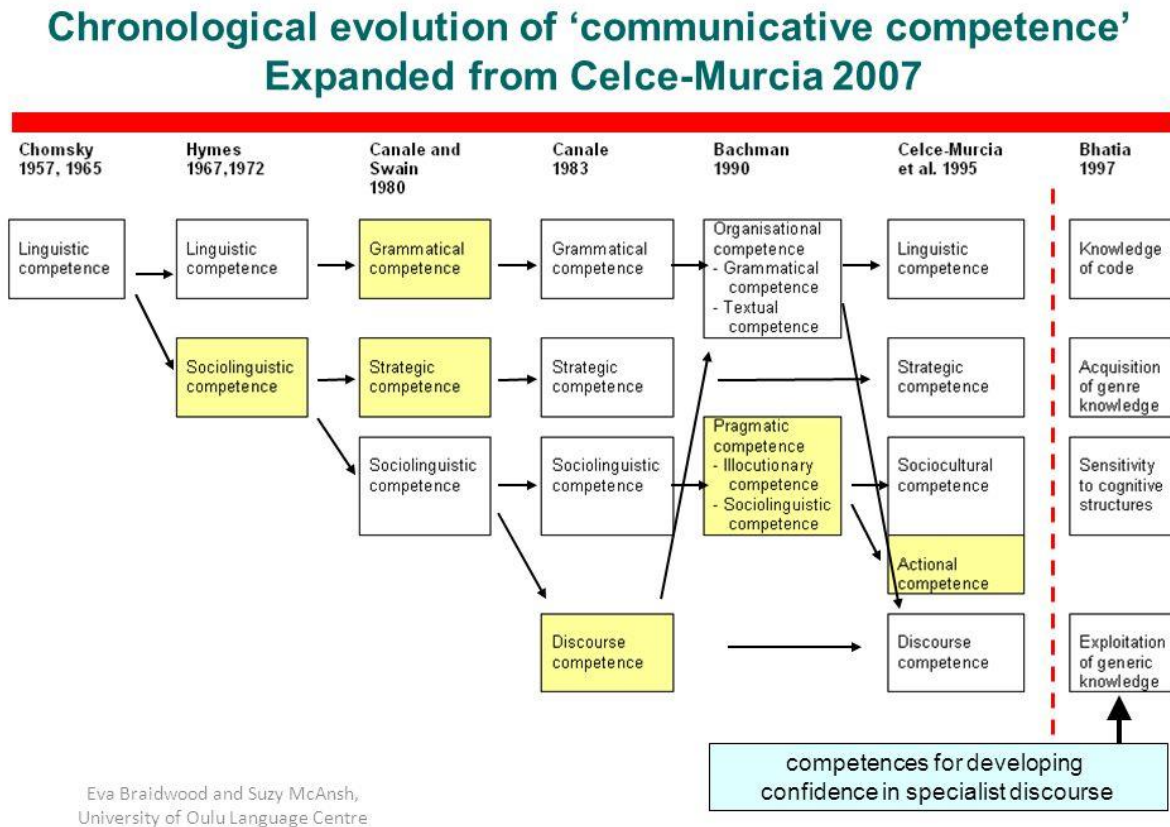 Chronological evolution of ‘communicative competence’
Expanded from Celce-Murcia 2007
Chomsky
1957, 1965
Hymes
1967,1972
Canale and
Swain
1980
Canale
1983
Bachman
1990
Celce-Murcia
et al. 1995
Bhatia
1997
Linguistic
competence
Linguistic
competence
Grammatical
competence
Grammatical
competence
Organisational
competence
- Grammatical
competence
- Textual
competence
Linguistic
competence
Knowledge
of code
Sociolinguistic
competence
Strategic
competence
Strategic
competence
Strategic
competence
Acquisition
of genre
knowledge
Sociolinguistic
competence
Sociolinguistic
competence
Pragmatic
competence
- Illocutionary
competence
- Sociolinguistic
competence
Sociocultural
competence
Sensitivity
to cognitive
structures
Actional
competence
Discourse
competence
Discourse
competence
Exploitation
of generic
knowledge
competences for developing
confidence in specialist discourse
Eva Braidwood and Suzy McAnsh,
University of Oulu Language Centre